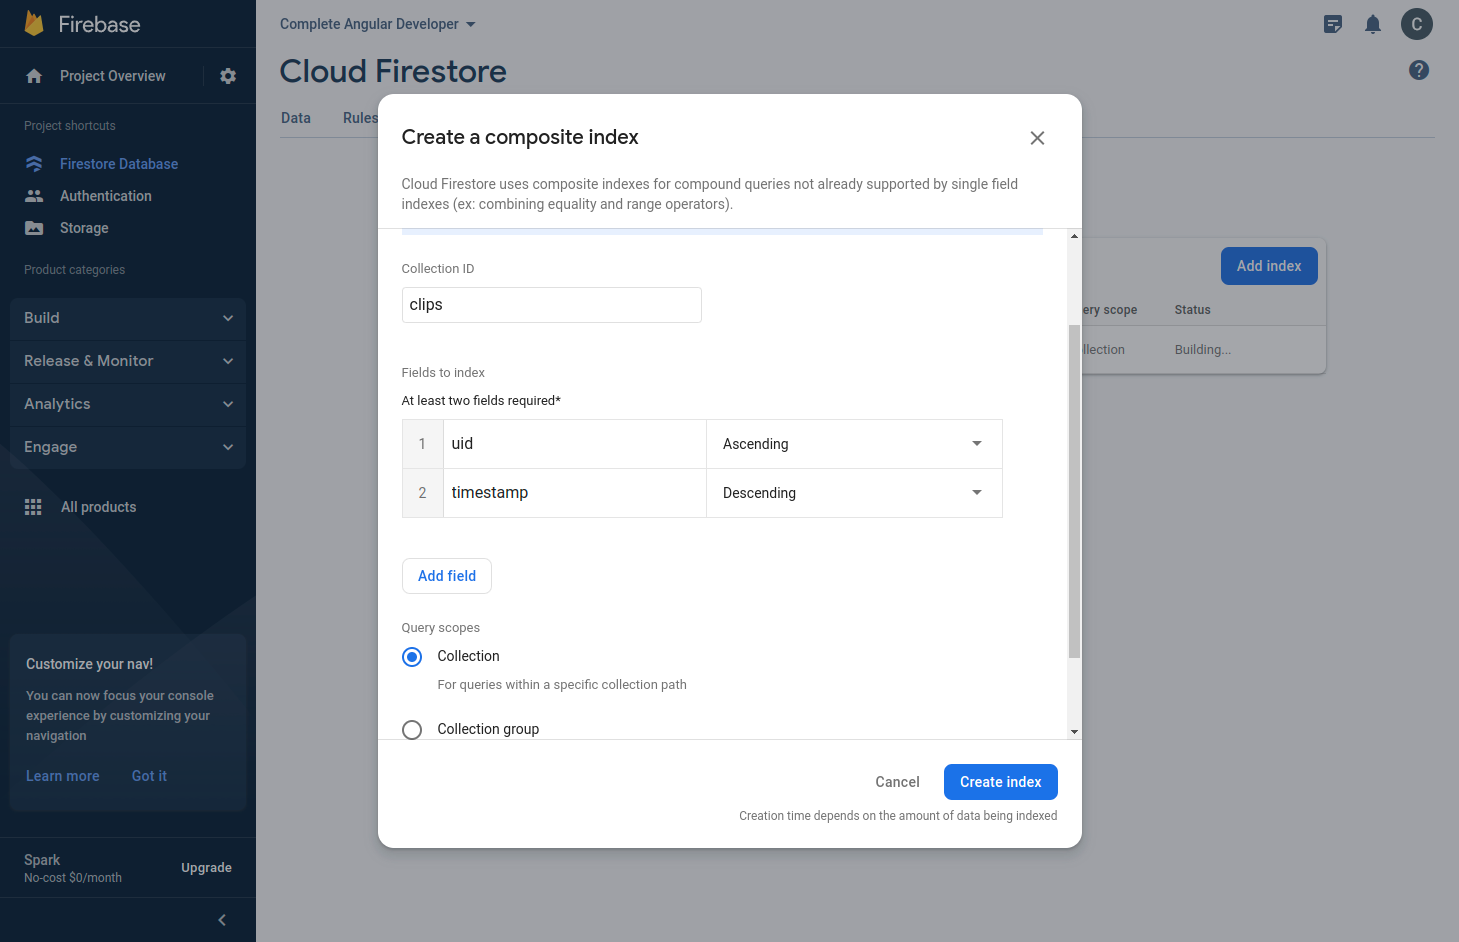 Firebase
Project Overview
Project shortcuts
Firestore Database
Authentication
Storage
Product categories
Build
Release & Monitor
Analytics
Engage
All products
Customize your nav!
You can now focus your console
experience by customizing your
navigation
Learn more Got it
Spark
No-cost $0/month
Upgrade
Complete Angular Developer
C
Cloud Firestore
?
Data Rules
Add index
ery scope Status
llection Building...
Create a composite index
Cloud Firestore uses composite indexes for compound queries not already supported by single field
indexes (ex: combining equality and range operators).
Collection ID
clips
Fields to index
At least two fields required*
1 uid Ascending
2 timestamp Descending
Add field
Query scopes
Collection
For queries within a specific collection path
Collection group
Cancel Create index
Creation time depends on the amount of data being indexed